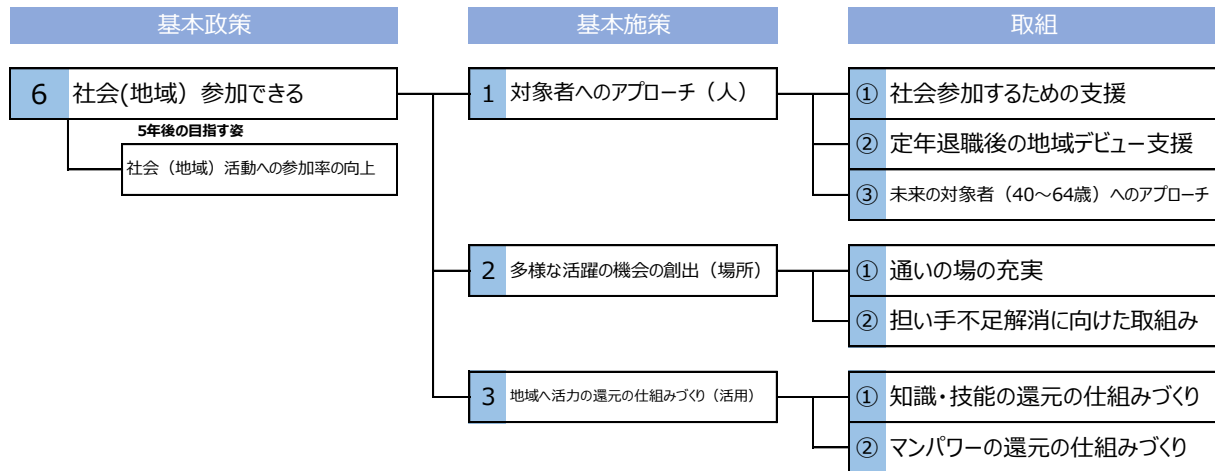 基本政策
基本施策
取組
6 社会(地域)参加できる
5年後の目指す姿
社会（地域）活動への参加率の向上
1 対象者へのアプローチ（人）
① 社会参加するための支援
② 定年退職後の地域デビュー支援
③ 未来の対象者（40～64歳）へのアプローチ
2 多様な活躍の機会の創出（場所）
① 通いの場の充実
② 担い手不足解消に向けた取組み
3 地域へ活力の還元の仕組みづくり（活用）
① 知識・技能の還元の仕組みづくり
② マンパワーの還元の仕組みづくり